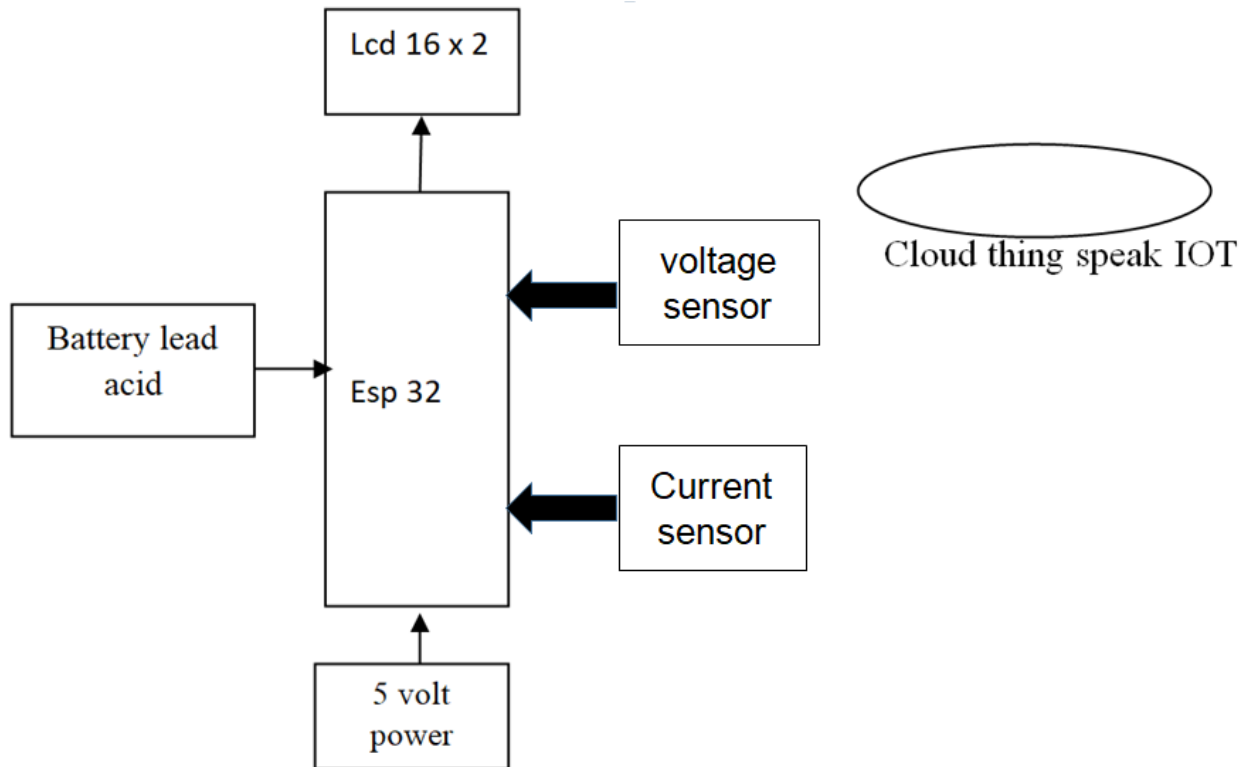 Lcd 16 x 2
voltage
sensor
Cloud thing speak IOT
Battery lead
acid
Esp 32
Current
sensor
5 volt
power